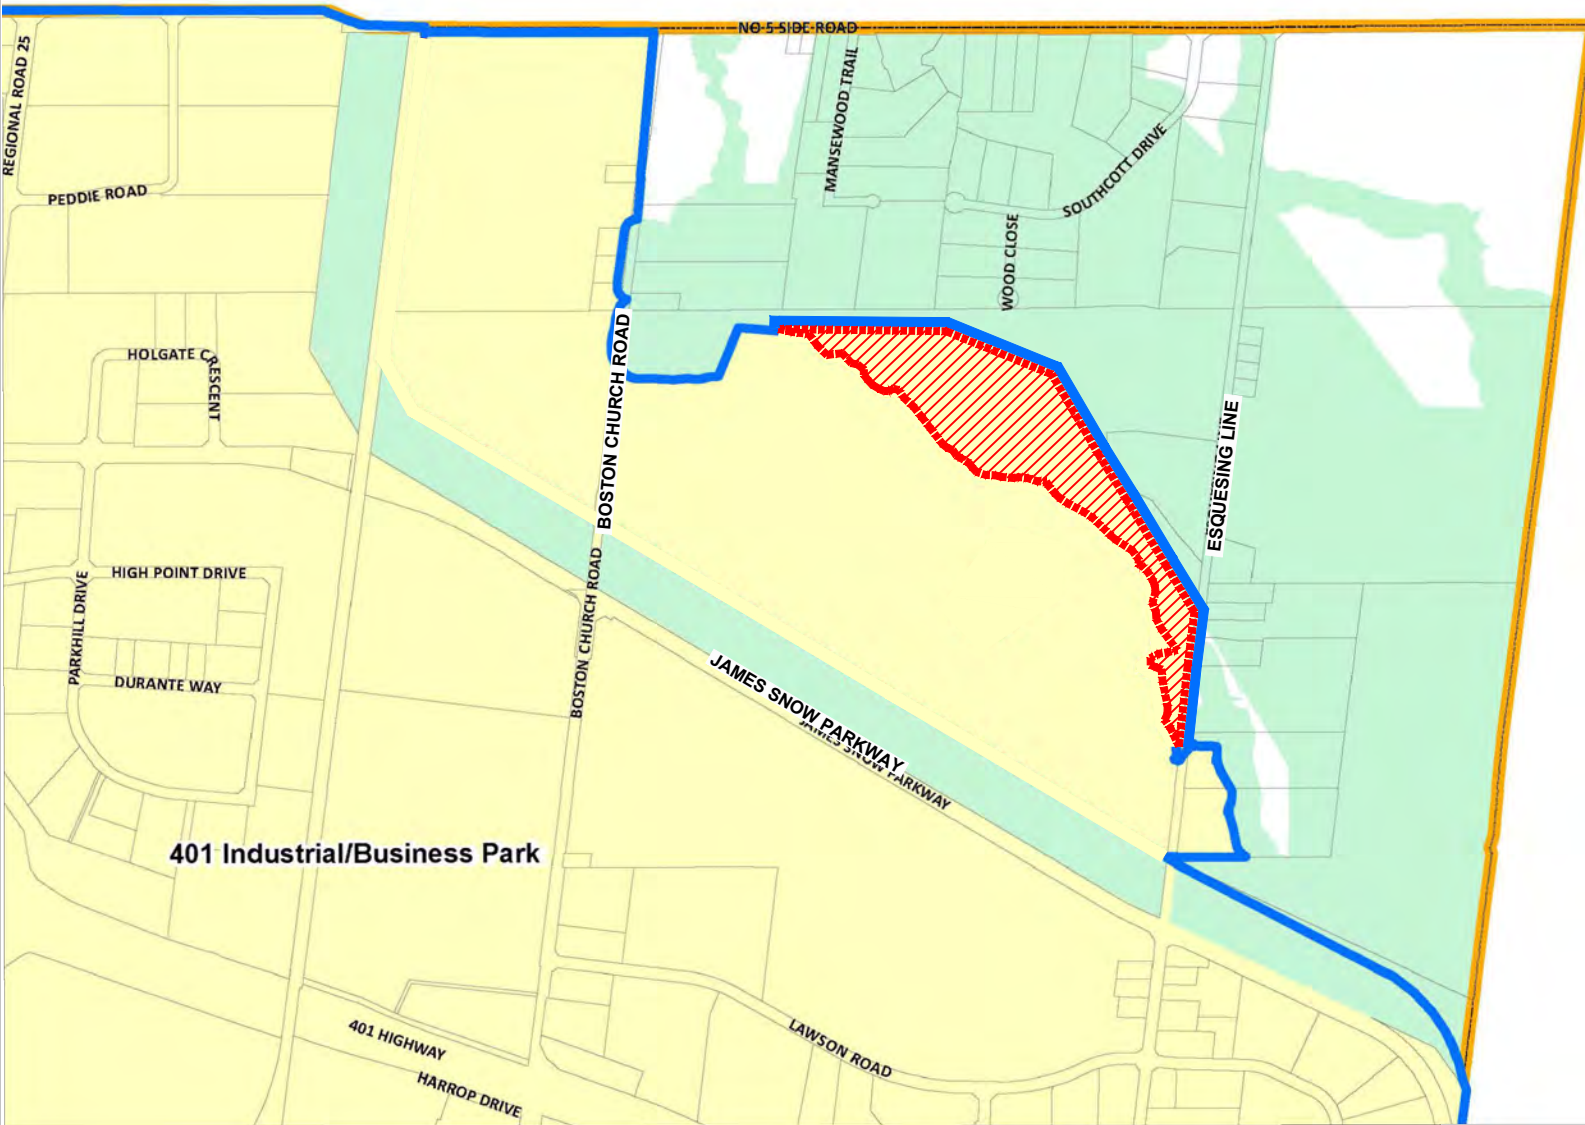 NO 5 SIDE ROAD
REGIONAL ROAD 25
MANSEWOOD TRAIL
SOUTHCOTT DRIVE
PEDDIE ROAD
WOOD CLOSE
HOLGATE CRESCENT
BOSTON CHURCH ROAD
ESQUESING LINE
HIGH POINT DRIVE
PARKHILL DRIVE
BOSTON CHURCH ROAD
DURANTE WAY
JAMES SNOW PARKWAY
JAMES SNOW PARKWAY
401 Industrial/Business Park
401 HIGHWAY
LAWSON ROAD
HARROP DRIVE